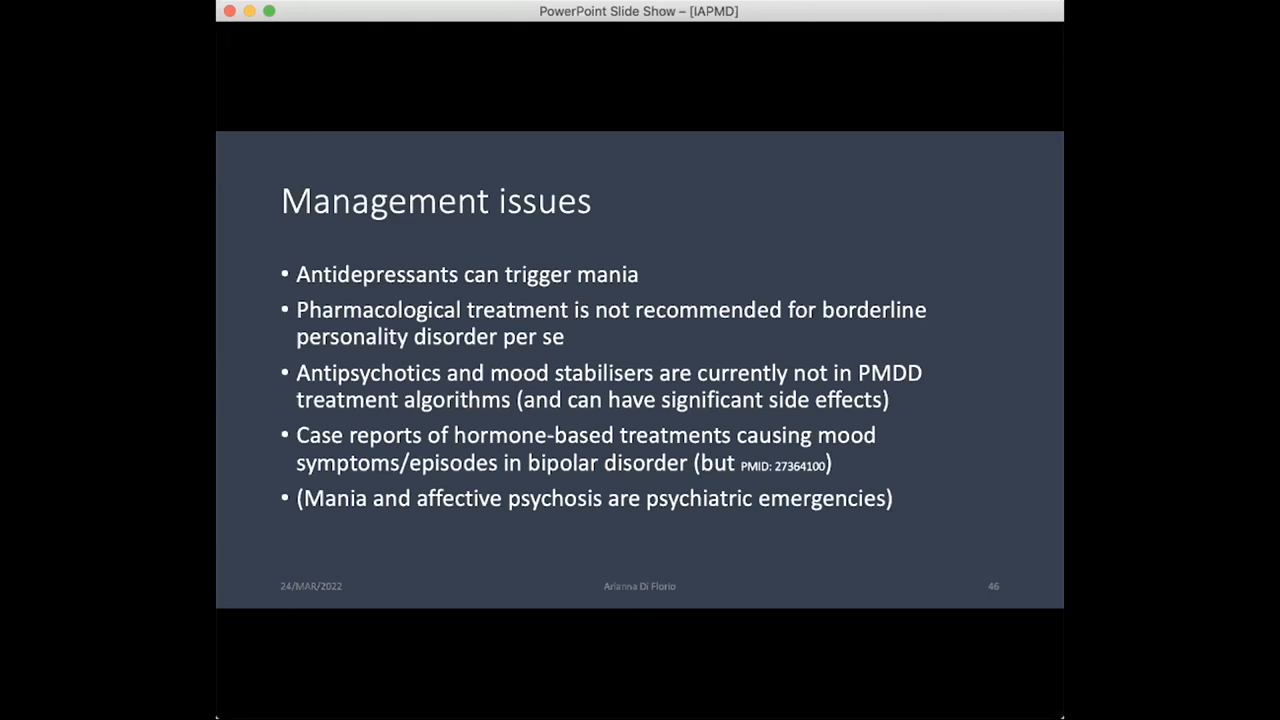 PowerPoint Slide Show – [IAPMD]
Management issues
• Antidepressants can trigger mania
• Pharmacological treatment is not recommended for borderline
personality disorder per se
• Antipsychotics and mood stabilisers are currently not in PMDD
treatment algorithms (and can have significant side effects)
• Case reports of hormone-based treatments causing mood
symptoms/episodes in bipolar disorder (but PMID: 27364100)
• (Mania and affective psychosis are psychiatric emergencies)
24/MAR/2022 Arianna Di Florio 46